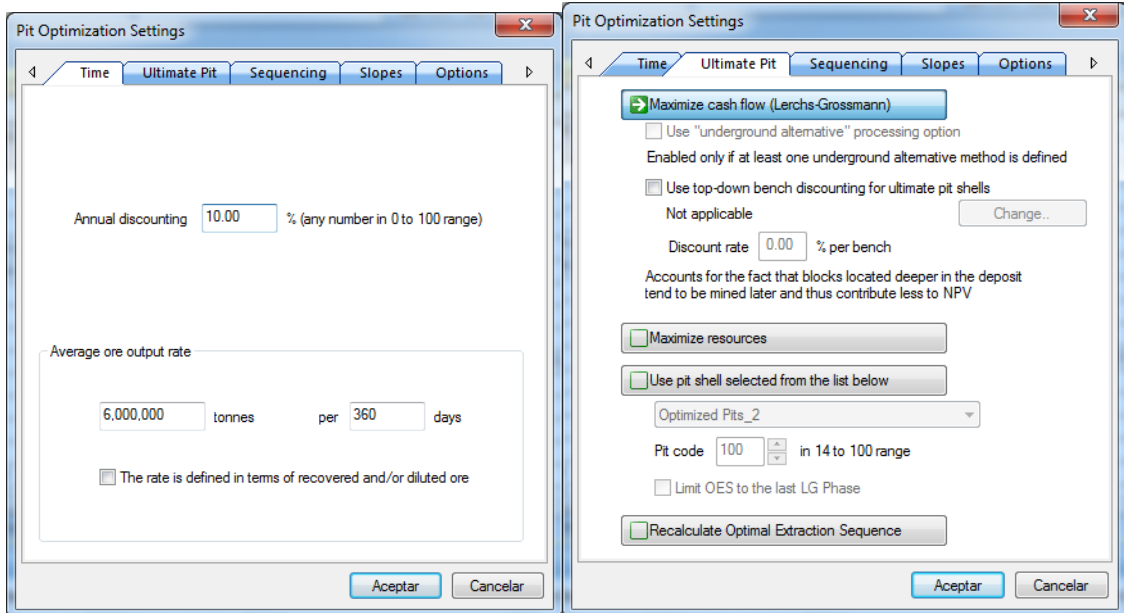 Pit Optimization Settings
Time Ultimate Pit Sequencing Slopes Options
Annual discounting 10.00 % (any number in 0 to 100 range)
Average ore output rate
6,000,000 tonnes per 360 days
The rate is defined in terms of recovered and/or diluted ore
Aceptar Cancelar
Pit Optimization Settings
Time Ultimate Pit Sequencing Slopes Options
Maximize cash flow (Lerchs-Grossmann)
Use "underground alternative" processing option
Enabled only if at least one underground alternative method is defined
Use top-down bench discounting for ultimate pit shells
Not applicable Change..
Discount rate 0.00 % per bench
Accounts for the fact that blocks located deeper in the deposit
tend to be mined later and thus contribute less to NPV
Maximize resources
Use pit shell selected from the list below
Optimized Pits_2
Pit code 100 in 14 to 100 range
Limit OES to the last LG Phase
Recalculate Optimal Extraction Sequence
Aceptar Cancelar